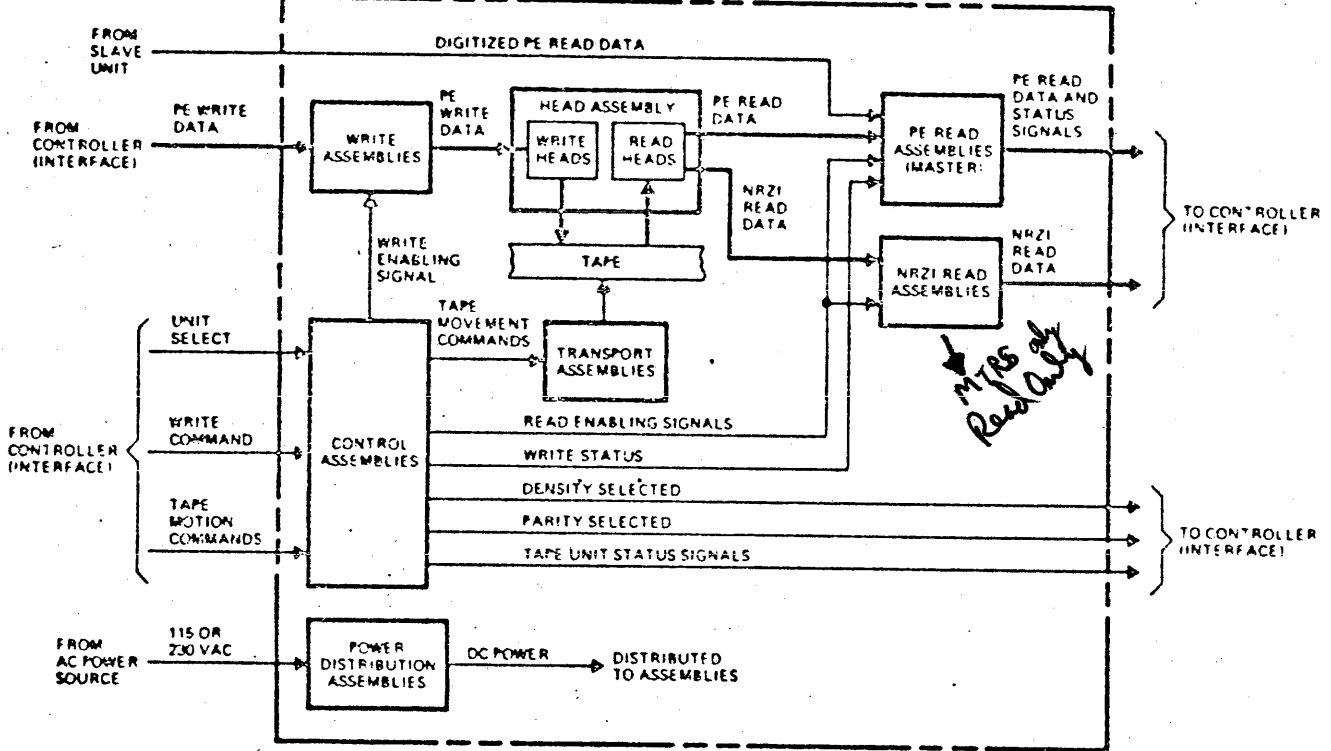 FROM
SLAVE
UNIT
DIGITIZED PE READ DATA
FROM
CONTROLLER
(INTERFACE)
PE WRITE
DATA
WRITE
ASSEMBLIES
PE
WRITE
DATA
HEAD ASSEMBLY
WRITE
HEADS
READ
HEADS
PE READ
DATA
NRZI
READ
DATA
PE READ
ASSEMBLIES
(MASTER)
PE READ
DATA AND
STATUS
SIGNALS
NRZI READ
ASSEMBLIES
NRZI
READ
DATA
TO CONTROLLER
(INTERFACE)
WRITE
ENABLING
SIGNAL
TAPE
TAPE
MOVEMENT
COMMANDS
TRANSPORT
ASSEMBLIES
MTRS
Read Only
FROM
CONTROLLER
(INTERFACE)
UNIT
SELECT
WRITE
COMMAND
TAPE
MOTION
COMMANDS
CONTROL
ASSEMBLIES
READ ENABLING SIGNALS
WRITE STATUS
DENSITY SELECTED
PARITY SELECTED
TAPE UNIT STATUS SIGNALS
TO CONTROLLER
(INTERFACE)
FROM
AC POWER
SOURCE
115 OR
230 VAC
POWER
DISTRIBUTION
ASSEMBLIES
DC POWER
DISTRIBUTED
TO ASSEMBLIES